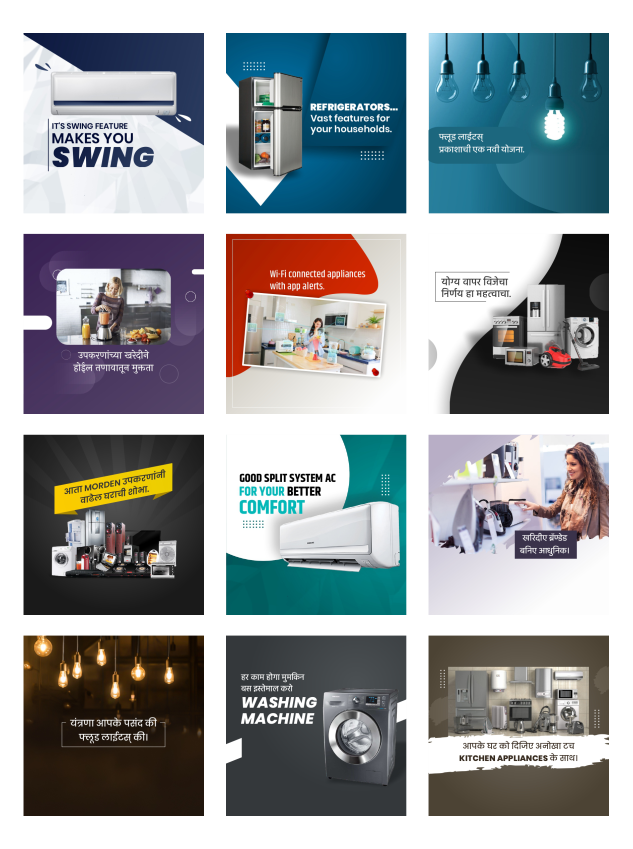 IT'S SWING FEATURE
MAKES YOU
SWING
REFRIGERATORS...
Vast features for
your households.
फ्लूड लाईटस्
प्रकाशाची एक नवी योजना.
उपकरणांच्या खरेदीने
होईल तणावातून मुक्तता
Wi-Fi connected appliances
with app alerts.
योग्य वापर विजेचा
निर्णय हा महत्वाचा.
आता MORDEN उपकरणांनी
वाढेल घराची शोभा.
GOOD SPLIT SYSTEM AC
FOR YOUR BETTER
COMFORT
खरिदीए ब्रॅण्डेड
बनिए आधुनिक।
यंत्रणा आपके पसंद की
फ्लूड लाईटस् की।
हर काम होगा मुमकिन
बस इस्तेमाल करो
WASHING
MACHINE
आपके घर को दिजिए अनोखा टच
KITCHEN APPLIANCES के साथ।